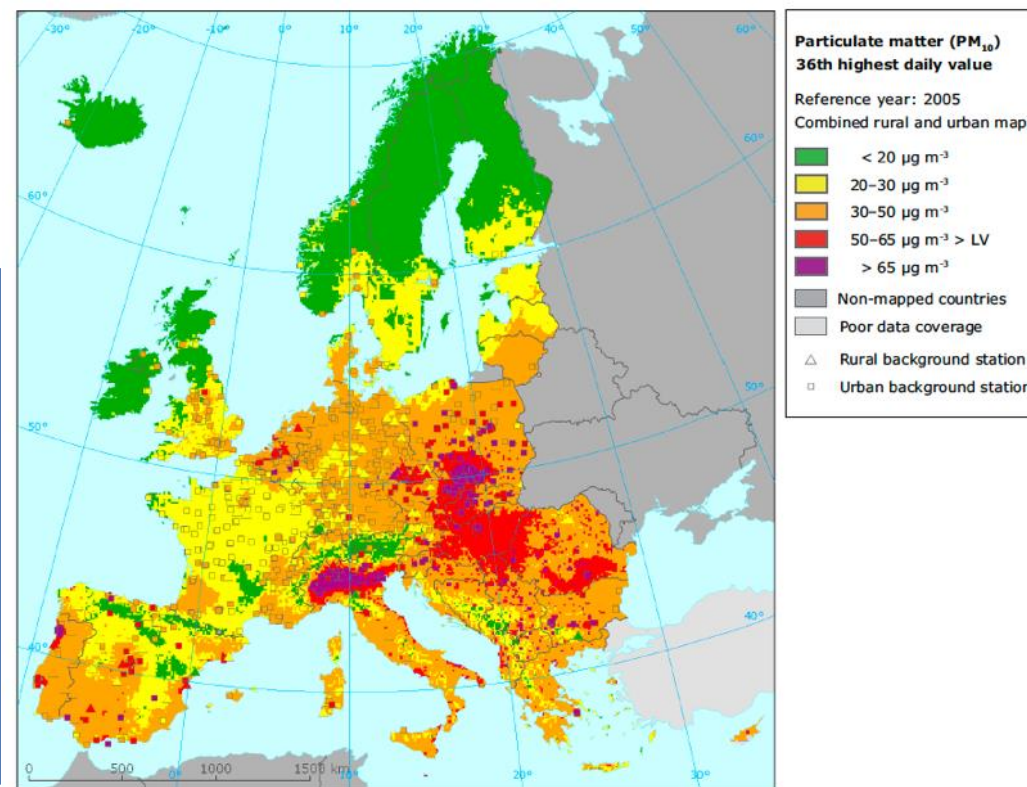 -30°
-20°
-10°
0°
10°
20°
30°
40°
50°
60°
60°
60°
50°
50°
40°
40°
0 500 1000 1500 km
0° 10° 20° 30°
Particulate matter (PM₁₀)
36th highest daily value
Reference year: 2005
Combined rural and urban map
< 20 µg m⁻³
20–30 µg m⁻³
30–50 µg m⁻³
50–65 µg m⁻³ > LV
> 65 µg m⁻³
Non-mapped countries
Poor data coverage
Rural background station
Urban background station